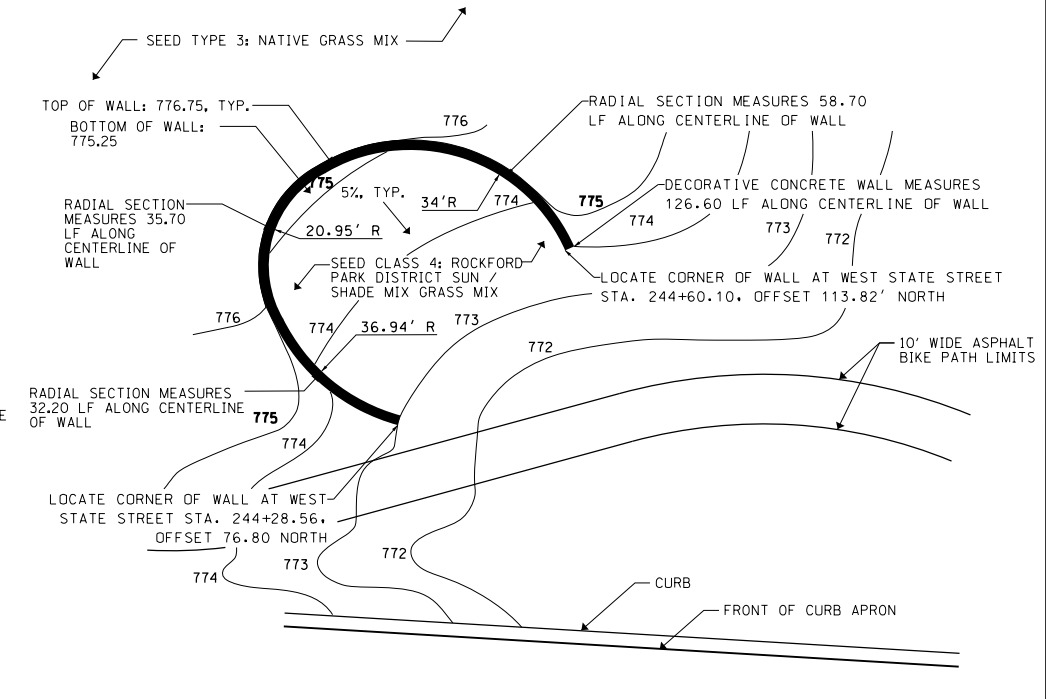 SEED TYPE 3: NATIVE GRASS MIX
TOP OF WALL: 776.75, TYP.
BOTTOM OF WALL:
775.25
776
RADIAL SECTION MEASURES 58.70
LF ALONG CENTERLINE OF WALL
775
5%, TYP.
34' R
774
775
DECORATIVE CONCRETE WALL MEASURES
126.60 LF ALONG CENTERLINE OF WALL
774
773
772
RADIAL SECTION
MEASURES 35.70
LF ALONG
CENTERLINE OF
WALL
20.95' R
SEED CLASS 4: ROCKFORD
PARK DISTRICT SUN /
SHADE MIX GRASS MIX
LOCATE CORNER OF WALL AT WEST STATE STREET
STA. 244+60.10, OFFSET 113.82' NORTH
776
774
36.94' R
773
772
10' WIDE ASPHALT
BIKE PATH LIMITS
RADIAL SECTION MEASURES
32.20 LF ALONG CENTERLINE
OF WALL
E
775
774
LOCATE CORNER OF WALL AT WEST
STATE STREET STA. 244+28.56,
OFFSET 76.80 NORTH
774
773
772
CURB
FRONT OF CURB APRON